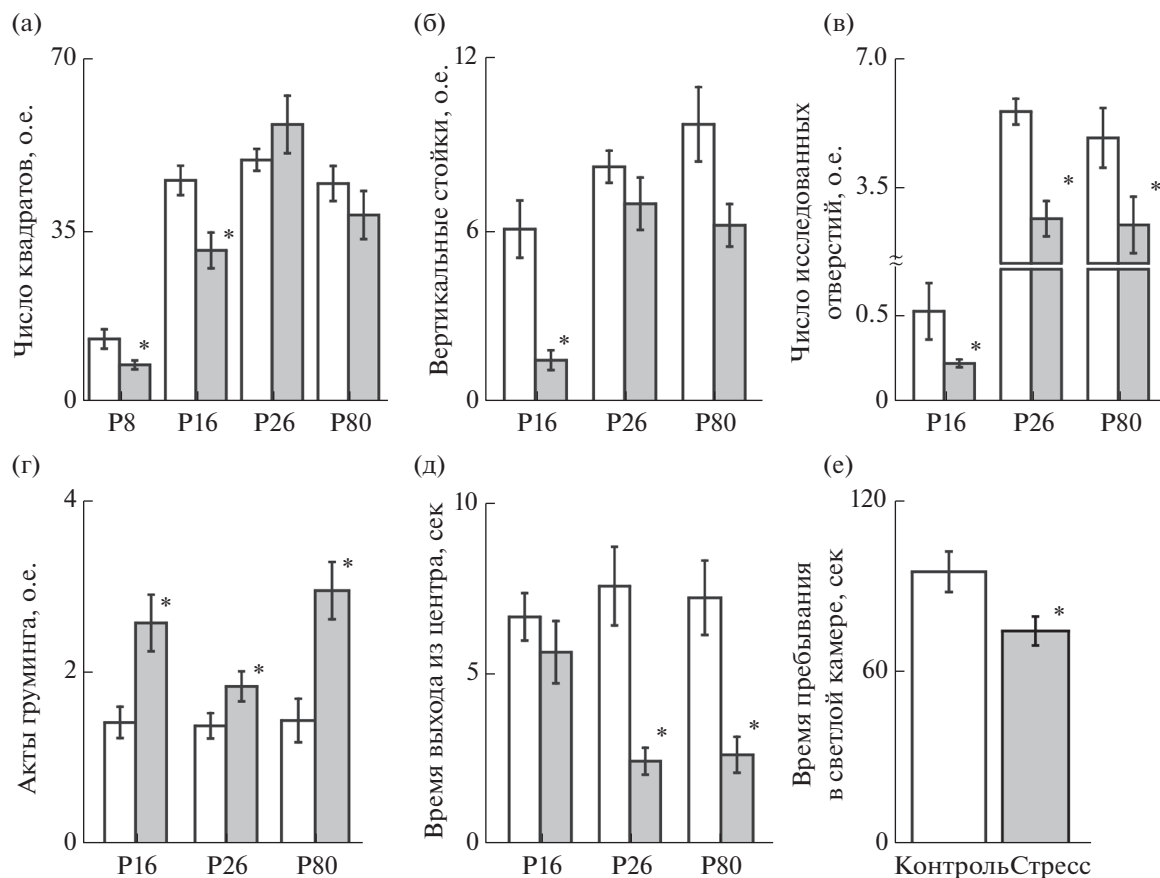 (а)
Число квадратов, о.е.
70
35
0
*
*
P8 P16 P26 P80
(б)
Вертикальные стойки, о.е.
12
6
0
*
P16 P26 P80
(в)
Число исследованных
отверстий, о.е.
7.0
3.5
≈
0.5
0
*
*
*
P16 P26 P80
(г)
Акты груминга, о.е.
4
2
0
*
*
*
P16 P26 P80
(д)
Время выхода из центра, сек
10
5
0
*
*
P16 P26 P80
(е)
Время пребывания
в светлой камере, сек
120
60
0
*
Контроль Стресс